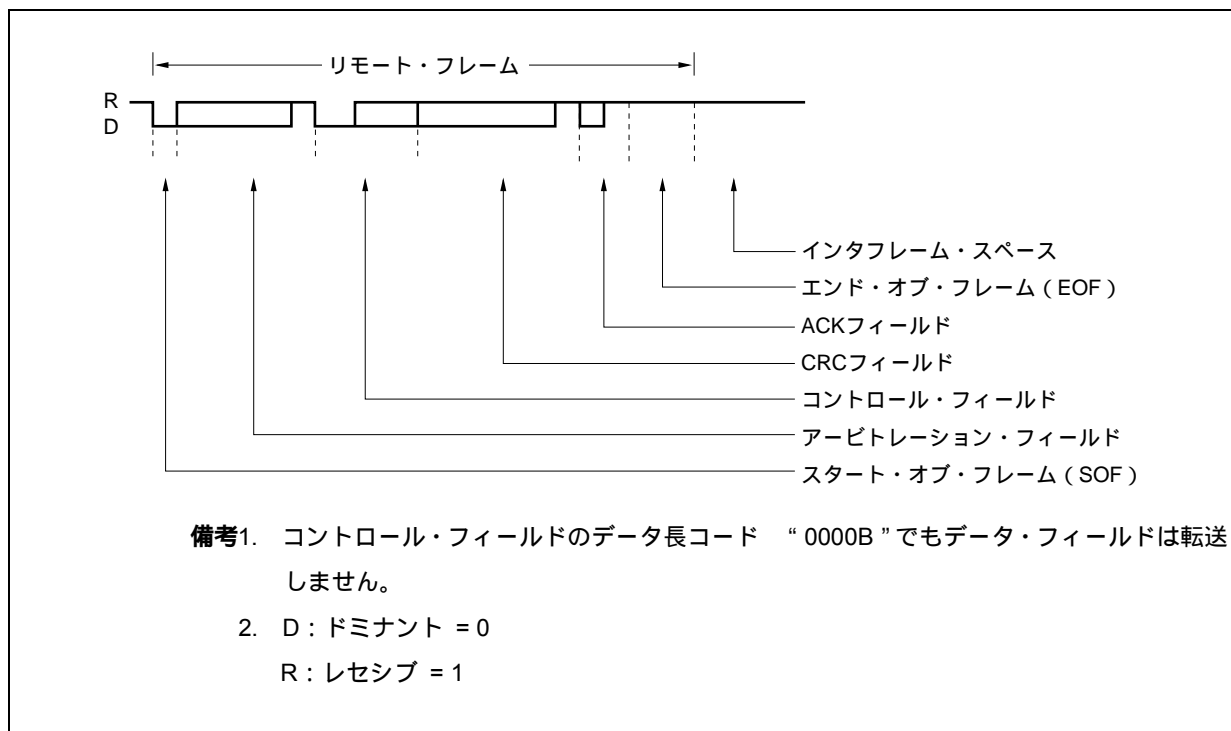 リモート・フレーム
R
D
インタフレーム・スペース
エンド・オブ・フレーム（EOF）
ACKフィールド
CRCフィールド
コントロール・フィールド
アービトレーション・フィールド
スタート・オブ・フレーム（SOF）
備考1. コントロール・フィールドのデータ長コード “0000B”でもデータ・フィールドは転送
しません。
2. D：ドミナント = 0
R：レセシブ = 1